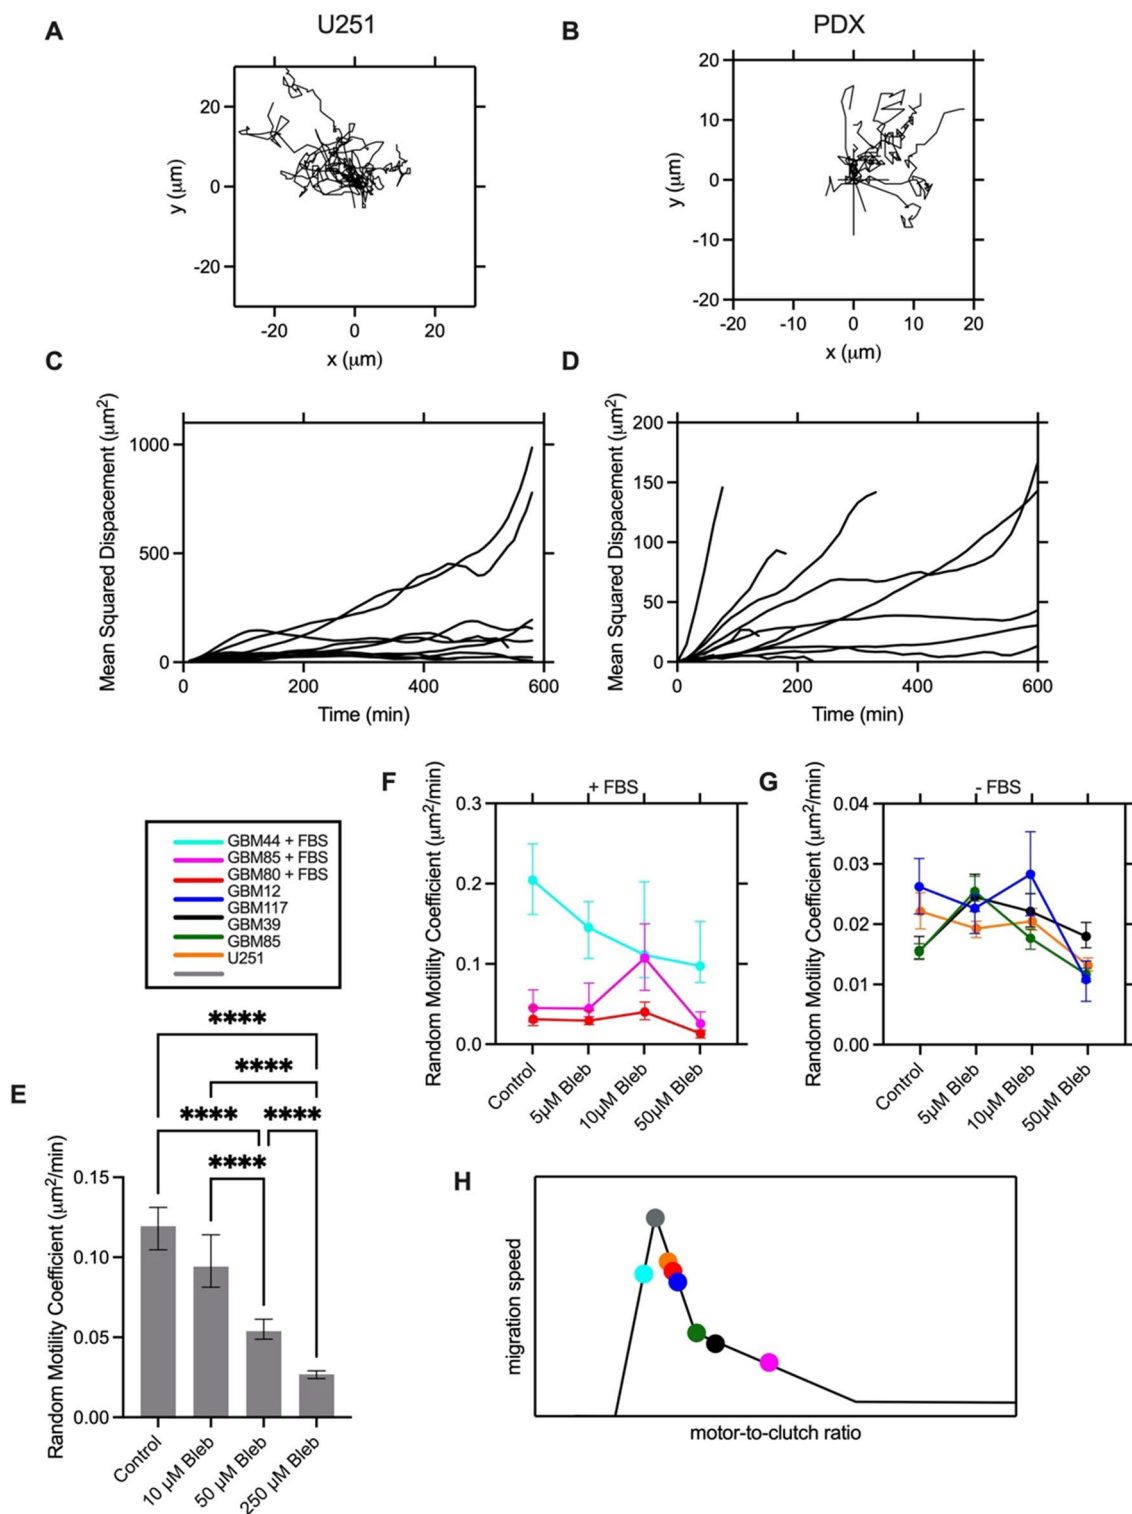 A
U251
B
PDX
20
0
-20
y (μm)
-20
0
20
x (μm)
20
10
0
-10
-20
y (μm)
-20
-10
0
10
20
x (μm)
C
Mean Squared Dispacement (μm²)
1000
500
0
0
200
400
600
Time (min)
D
Mean Squared Dispacement (μm²)
200
150
100
50
0
0
200
400
600
Time (min)
GBM44 + FBS
GBM85 + FBS
GBM80 + FBS
GBM12
GBM117
GBM39
GBM85
U251
F
+ FBS
Random Motility Coefficient (μm²/min)
0.3
0.2
0.1
0.0
Control
5μM Bleb
10μM Bleb
50μM Bleb
G
- FBS
Random Motility Coefficient (μm²/min)
0.04
0.03
0.02
0.01
0.00
Control
5μM Bleb
10μM Bleb
50μM Bleb
E
****
****
****
****
****
Random Motility Coefficient (μm²/min)
0.15
0.10
0.05
0.00
Control
10 μM Bleb
50 μM Bleb
250 μM Bleb
H
migration speed
motor-to-clutch ratio